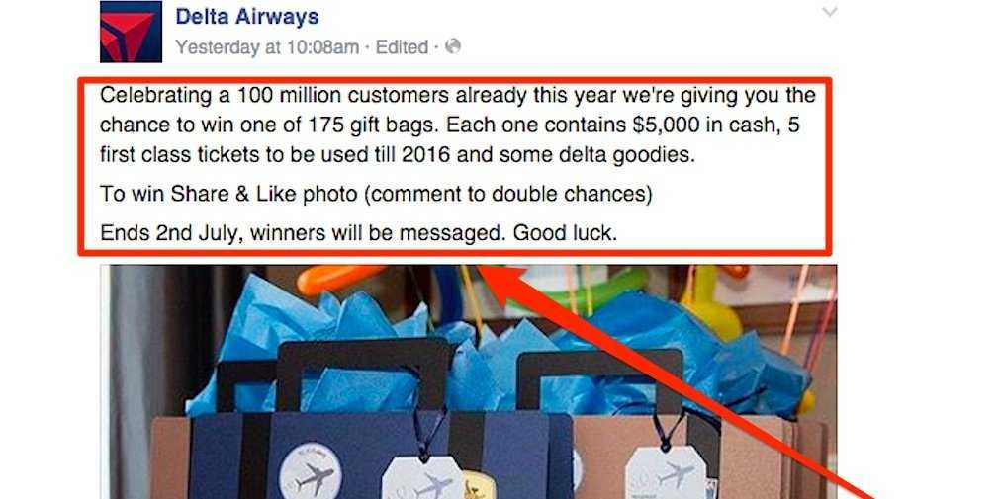 Delta Airways
Yesterday at 10:08am · Edited ·
Celebrating a 100 million customers already this year we're giving you the
chance to win one of 175 gift bags. Each one contains $5,000 in cash, 5
first class tickets to be used till 2016 and some delta goodies.
To win Share & Like photo (comment to double chances)
Ends 2nd July, winners will be messaged. Good luck.